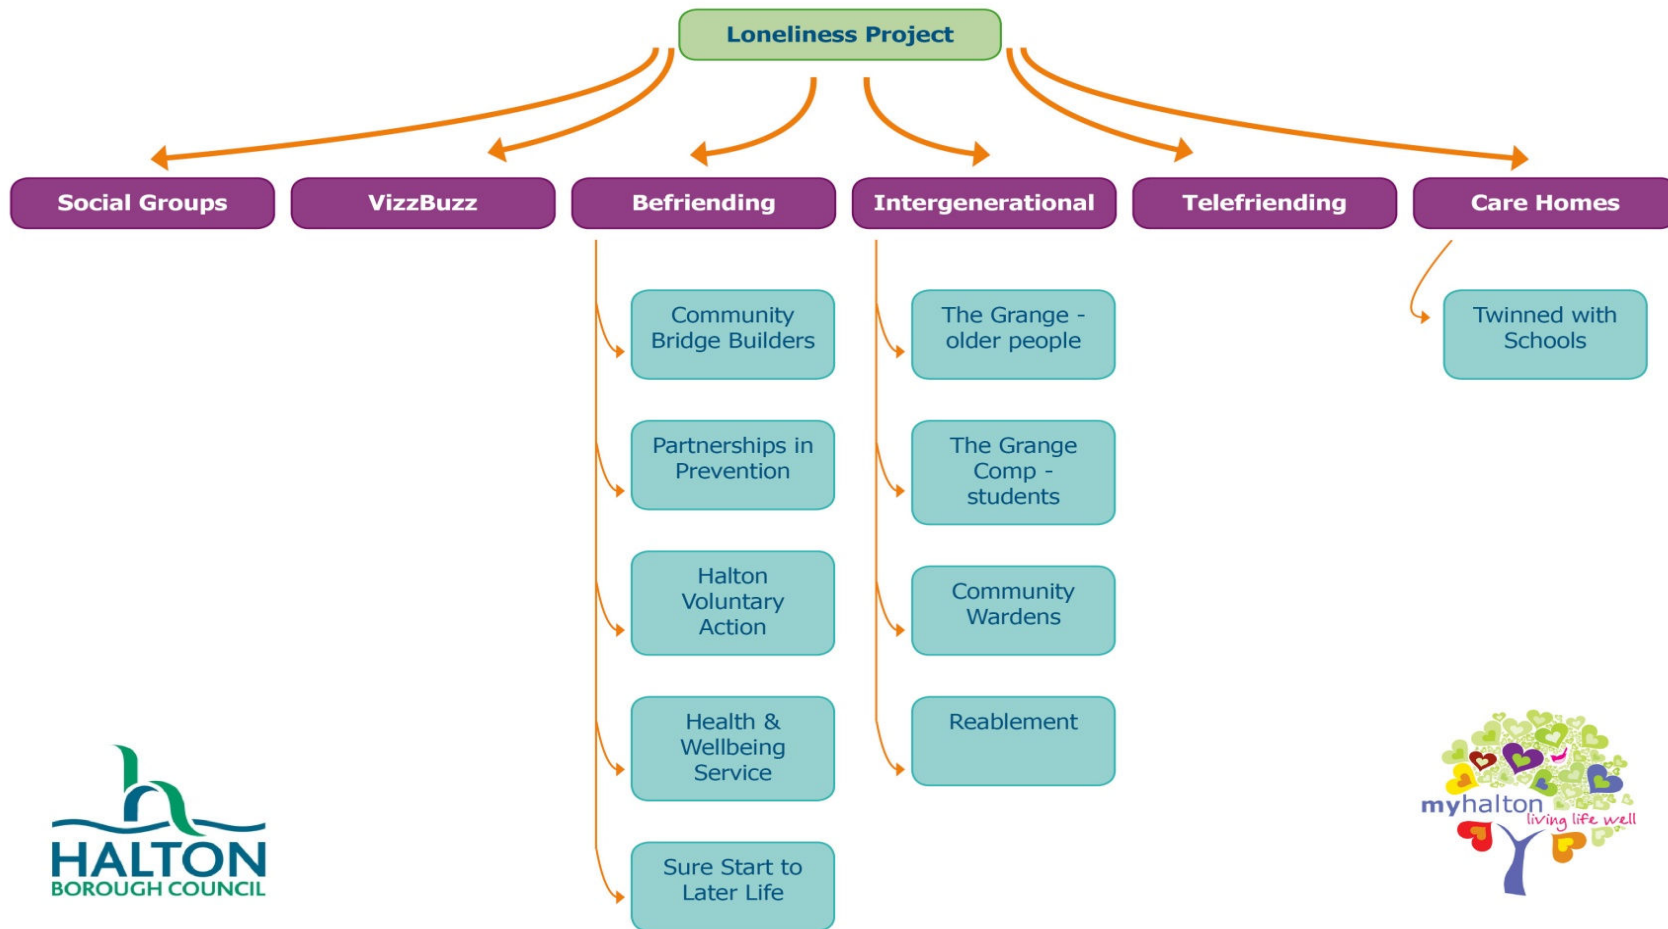 Loneliness Project
Social Groups
VizzBuzz
Befriending
Intergenerational
Telefriending
Care Homes
Community
Bridge Builders
Partnerships in
Prevention
Halton
Voluntary
Action
Health &
Wellbeing
Service
Sure Start to
Later Life
The Grange -
older people
The Grange
Comp -
students
Community
Wardens
Reablement
Twinned with
Schools
HALTON
BOROUGH COUNCIL
myhalton
living life well